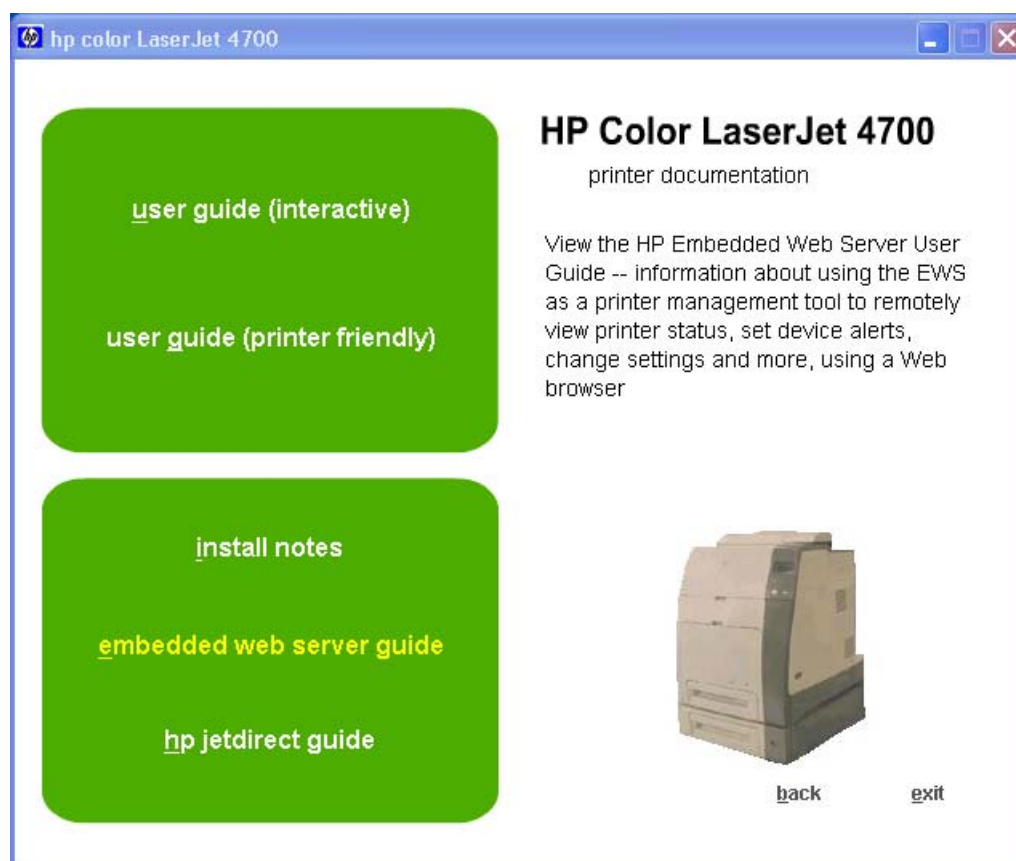 hp color LaserJet 4700
user guide (interactive)
user guide (printer friendly)
install notes
embedded web server guide
hp jetdirect guide
HP Color LaserJet 4700
printer documentation
View the HP Embedded Web Server User
Guide -- information about using the EWS
as a printer management tool to remotely
view printer status, set device alerts,
change settings and more, using a Web
browser
back
exit